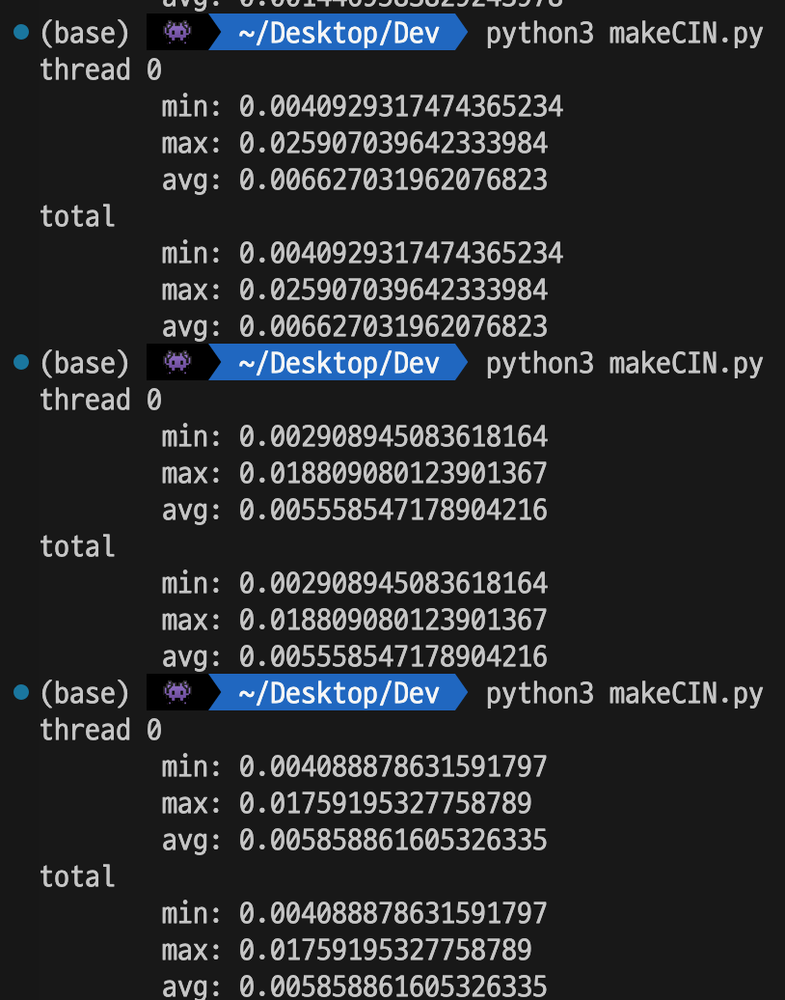 avg: 0.0014469585829245978
(base) ~/Desktop/Dev python3 makeCIN.py
thread 0
min: 0.0040929317474365234
max: 0.025907039642333984
avg: 0.006627031962076823
total
min: 0.0040929317474365234
max: 0.025907039642333984
avg: 0.006627031962076823
(base) ~/Desktop/Dev python3 makeCIN.py
thread 0
min: 0.002908945083618164
max: 0.018809080123901367
avg: 0.005558547178904216
total
min: 0.002908945083618164
max: 0.018809080123901367
avg: 0.005558547178904216
(base) ~/Desktop/Dev python3 makeCIN.py
thread 0
min: 0.004088878631591797
max: 0.01759195327758789
avg: 0.005858861605326335
total
min: 0.004088878631591797
max: 0.01759195327758789
avg: 0.005858861605326335